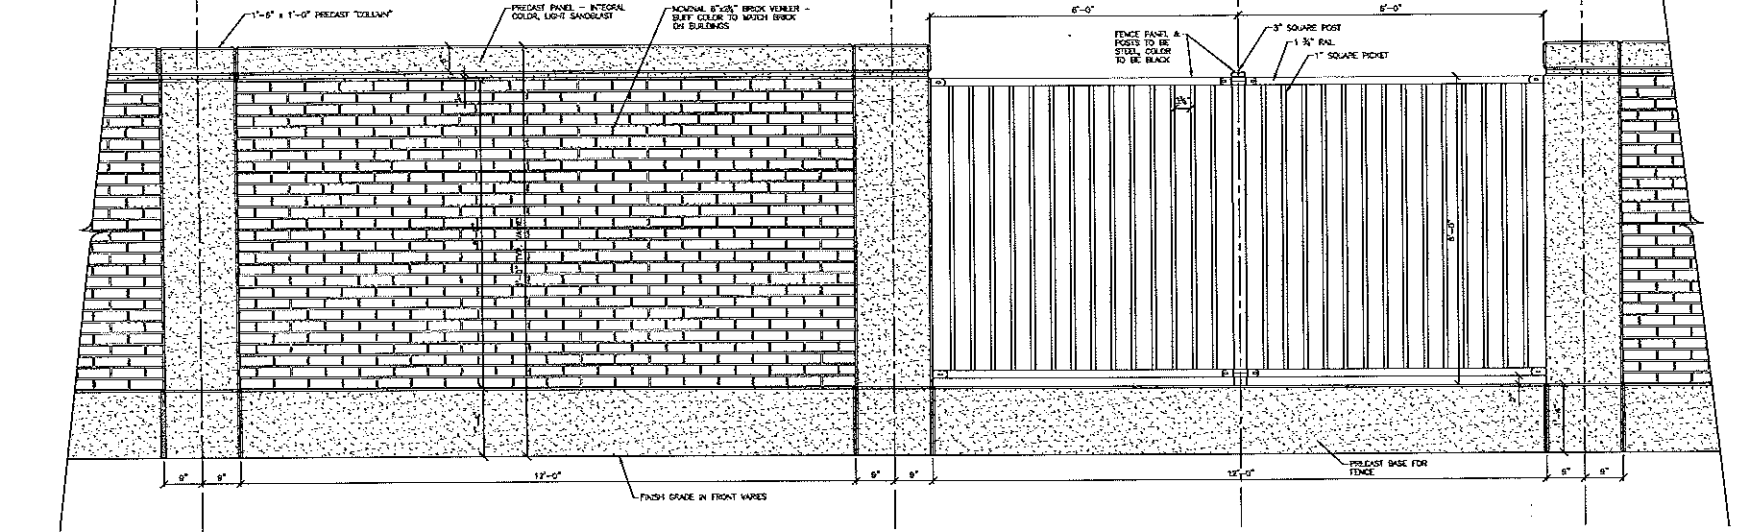 1'-6" x 1'-0" PRECAST "COLUMN"
PRECAST PANEL - INTEGRAL
COLOR, LIGHT SANDBLAST
NOMINAL 8"x2⅔" BRICK VENEER -
BUFF COLOR TO MATCH BRICK
ON BUILDINGS
6'-0"
6'-0"
FENCE PANEL &
POSTS TO BE
STEEL, COLOR
TO BE BLACK
3" SQUARE POST
1 ¾" RAIL
1" SQUARE PICKET
6'-0"
9"
9"
12'-0"
9"
9"
12'-0"
9"
9"
FINISH GRADE IN FRONT VARIES
PRECAST BASE FOR
FENCE